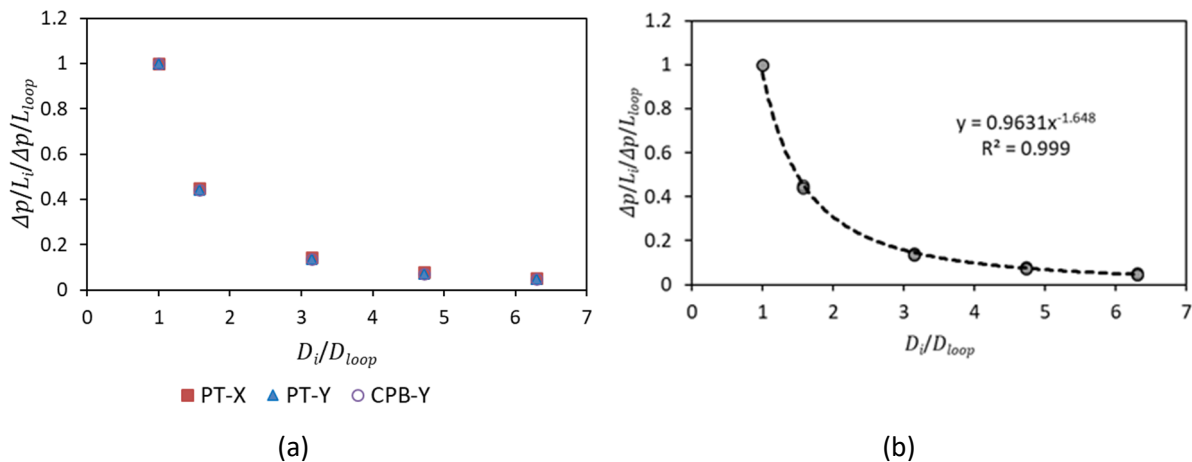 1.2
1
0.8
0.6
0.4
0.2
0
0 1 2 3 4 5 6 7
Δp/L_i/Δp/L_loop
D_i/D_loop
PT-X PT-Y CPB-Y
(a)
1.2
1
0.8
0.6
0.4
0.2
0
0 1 2 3 4 5 6 7
Δp/L_i/Δp/L_loop
D_i/D_loop
y = 0.9631x^-1.648
R² = 0.999
(b)